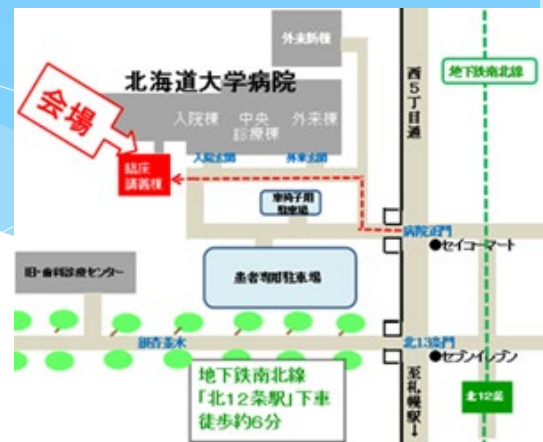 外来新棟
北海道大学病院
会場
入院棟
中央
診療棟
外来棟
入院玄関
外来玄関
臨床
講義棟
西5丁目通
地下鉄南北線
車椅子用
駐車場
病院正門
●セイコーマート
旧・歯科診療センター
患者専用駐車場
銀杏並木
北13条門
●セブンイレブン
地下鉄南北線
「北12条駅」下車
徒歩約6分
至札幌駅↓
北12条